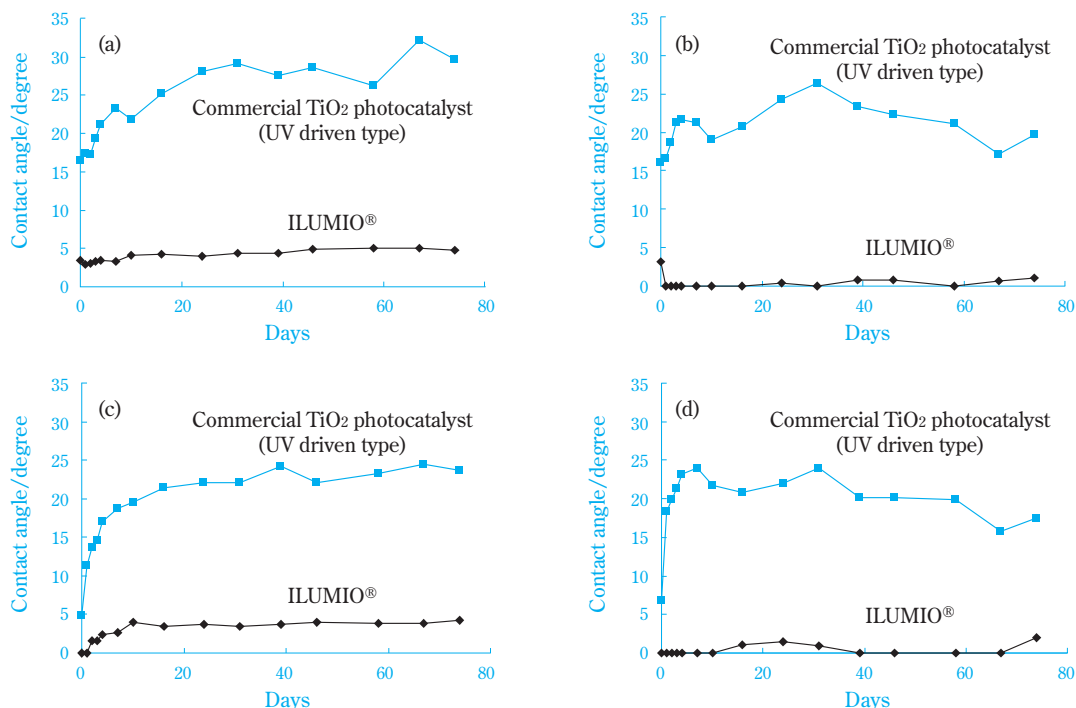 (a)
Contact angle/degree
35
30
25
20
15
10
5
0
Commercial TiO2 photocatalyst
(UV driven type)
ILUMIO®
0 20 40 60 80
Days
(b)
Contact angle/degree
35
30
25
20
15
10
5
0
Commercial TiO2 photocatalyst
(UV driven type)
ILUMIO®
0 20 40 60 80
Days
(c)
Contact angle/degree
35
30
25
20
15
10
5
0
Commercial TiO2 photocatalyst
(UV driven type)
ILUMIO®
0 20 40 60 80
Days
(d)
Contact angle/degree
35
30
25
20
15
10
5
0
Commercial TiO2 photocatalyst
(UV driven type)
ILUMIO®
0 20 40 60 80
Days